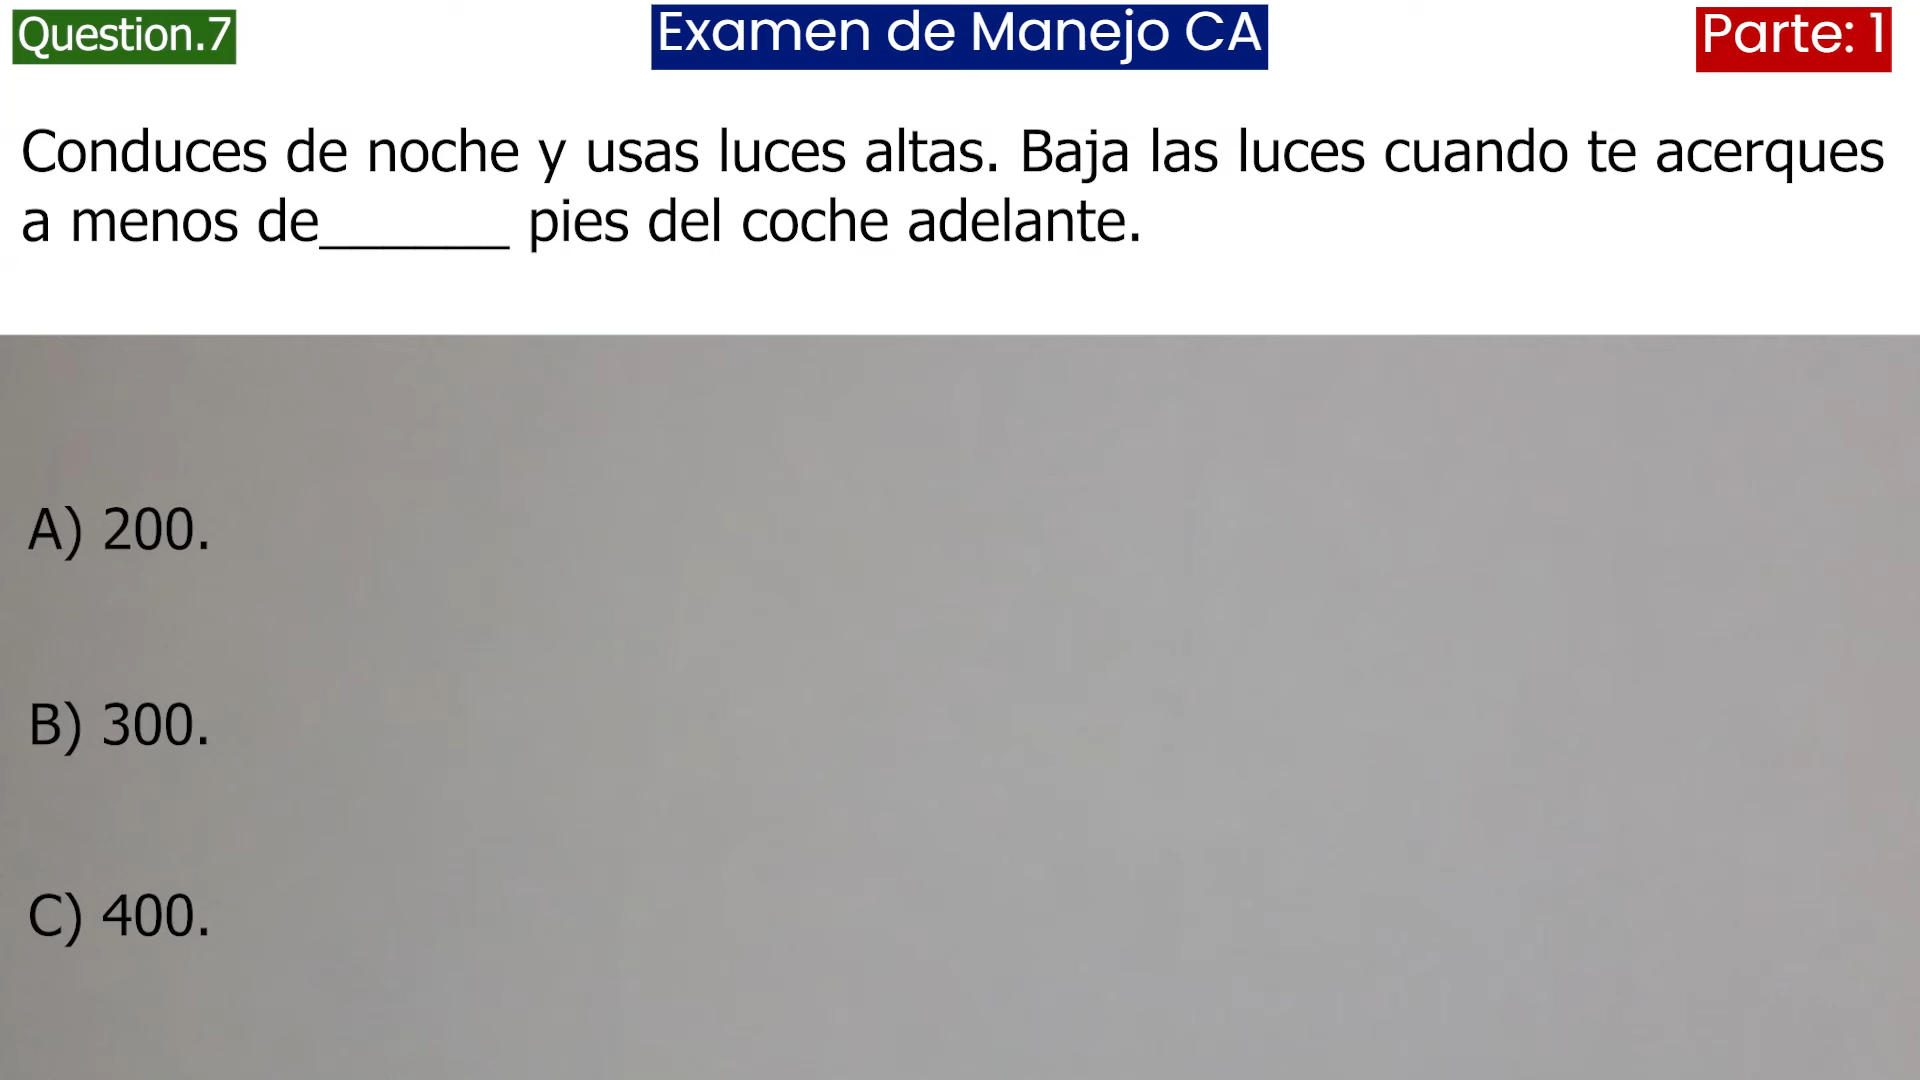 Question.7
Examen de Manejo CA
Parte: 1
Conduces de noche y usas luces altas. Baja las luces cuando te acerques
a menos de______ pies del coche adelante.
A) 200.
B) 300.
C) 400.